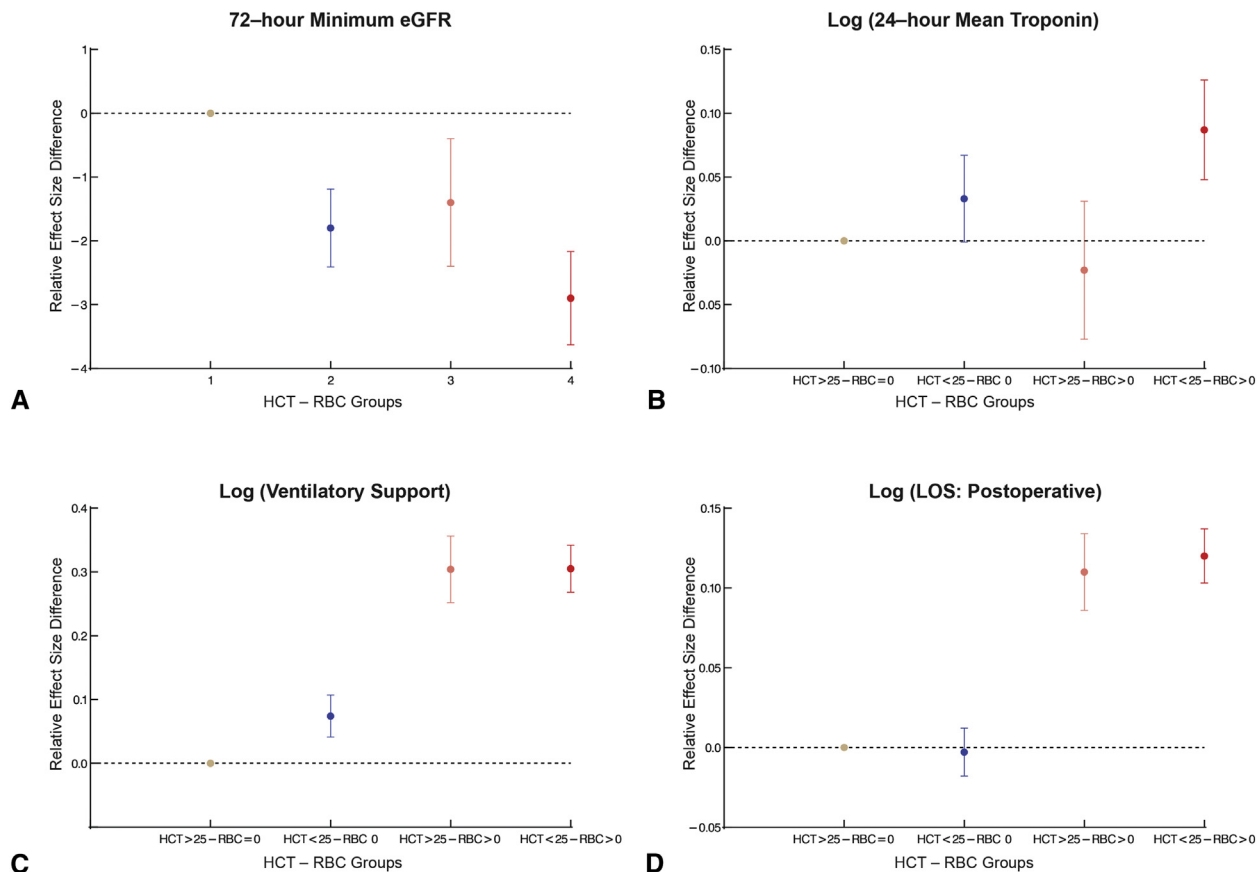 72–hour Minimum eGFR
Relative Effect Size Difference
1
0
−1
−2
−3
−4
1
2
3
4
HCT – RBC Groups
A
Log (24–hour Mean Troponin)
Relative Effect Size Difference
0.15
0.10
0.05
0.0
0.05
−0.10
HCT>25−RBC=0
HCT<25−RBC 0
HCT>25−RBC>0
HCT<25−RBC>0
HCT – RBC Groups
B
Log (Ventilatory Support)
Relative Effect Size Difference
0.4
0.3
0.2
0.1
0.0
HCT>25−RBC=0
HCT<25−RBC 0
HCT>25−RBC>0
HCT<25−RBC>0
HCT – RBC Groups
C
Log (LOS: Postoperative)
Relative Effect Size Difference
0.15
0.10
0.05
0.0
−0.05
HCT>25−RBC=0
HCT<25−RBC 0
HCT>25−RBC>0
HCT<25−RBC>0
HCT – RBC Groups
D